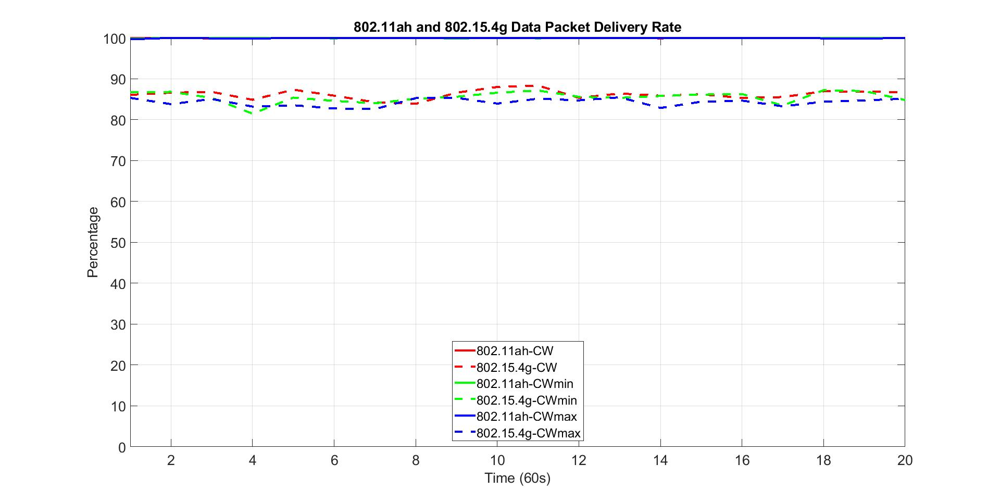 802.11ah and 802.15.4g Data Packet Delivery Rate
100
90
80
70
60
50
40
30
20
10
0
Percentage
802.11ah-CW
802.15.4g-CW
802.11ah-CWmin
802.15.4g-CWmin
802.11ah-CWmax
802.15.4g-CWmax
2 4 6 8 10 12 14 16 18 20
Time (60s)